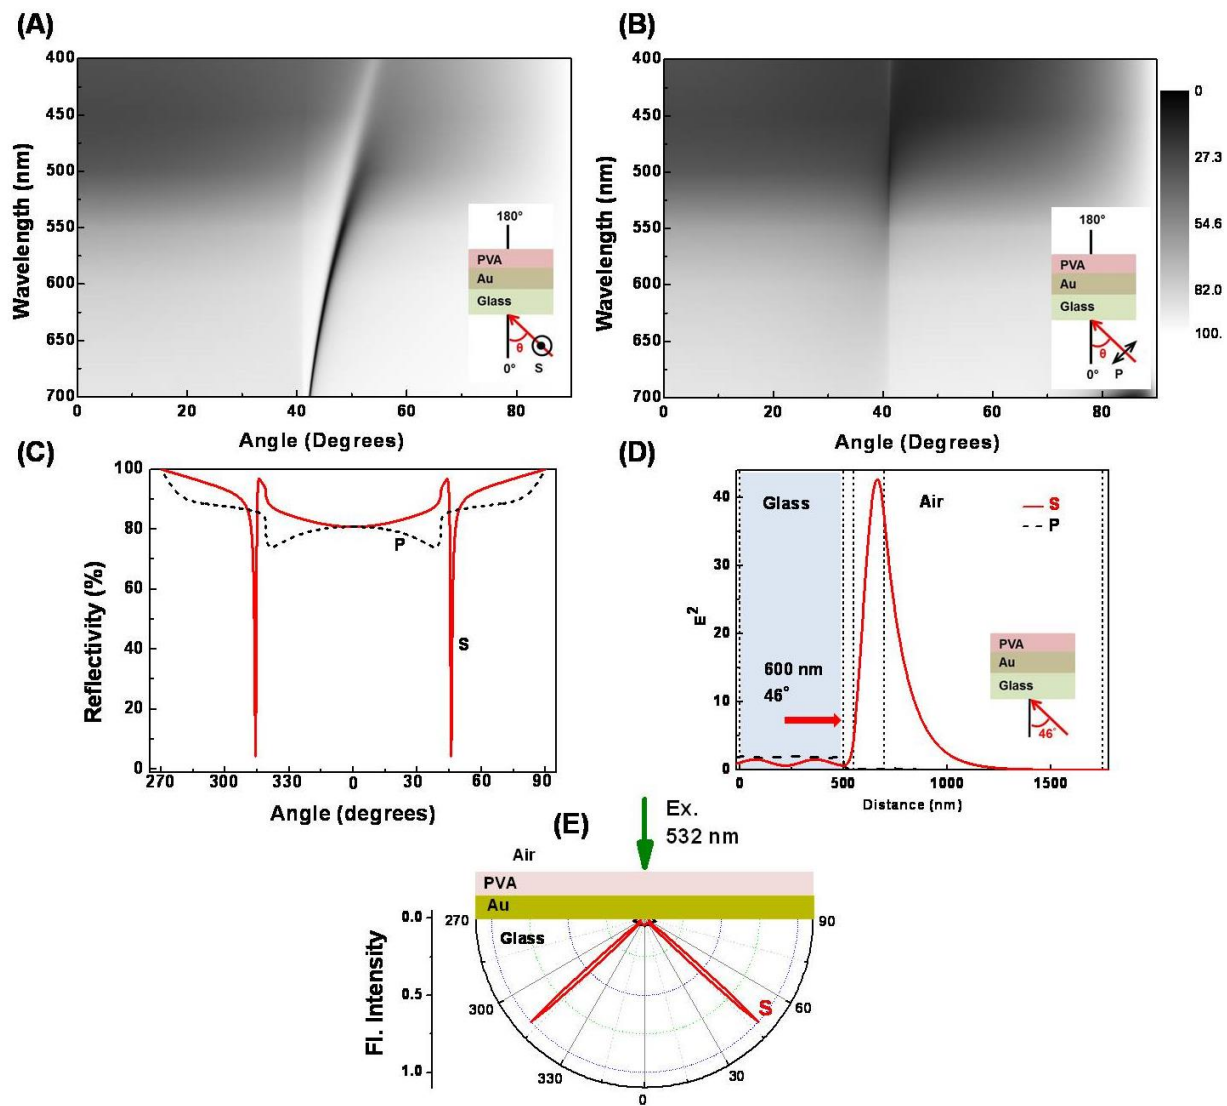 (A)
400
450
500
550
600
650
700
Wavelength (nm)
0
20
40
60
80
Angle (Degrees)
180°
PVA
Au
Glass
θ
0°
S
(B)
400
450
500
550
600
650
700
Wavelength (nm)
0
20
40
60
80
Angle (Degrees)
180°
PVA
Au
Glass
θ
0°
P
0
27.3
54.6
82.0
100.
(C)
100
80
60
40
20
0
Reflectivity (%)
270
300
330
0
30
60
90
Angle (degrees)
P
S
(D)
40
30
20
10
0
E²
0
500
1000
1500
Distance (nm)
Glass
Air
S
P
600 nm
46°
PVA
Au
Glass
46°
(E)
Ex.
532 nm
Air
PVA
Au
Glass
270
90
300
60
330
30
0
S
0.0
0.5
1.0
Fl. Intensity